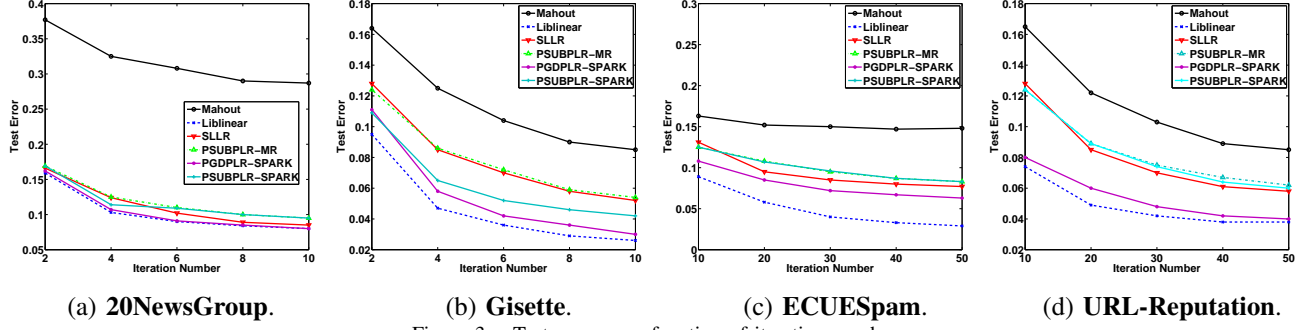 0.4
0.35
0.3
0.25
0.2
0.15
0.1
0.05
2
4
6
8
10
Test Error
Iteration Number
Mahout
Liblinear
SLLR
PSUBPLR-MR
PGDPLR-SPARK
PSUBPLR-SPARK
(a) 20NewsGroup.
0.18
0.16
0.14
0.12
0.1
0.08
0.06
0.04
0.02
2
4
6
8
10
Test Error
Iteration Number
Mahout
Liblinear
SLLR
PSUBPLR-MR
PGDPLR-SPARK
PSUBPLR-SPARK
(b) Gisette.
0.3
0.25
0.2
0.15
0.1
0.05
0
10
20
30
40
50
Test Error
Iteration Number
Mahout
Liblinear
SLLR
PSUBPLR-MR
PGDPLR-SPARK
PSUBPLR-SPARK
(c) ECUESpam.
0.18
0.16
0.14
0.12
0.1
0.08
0.06
0.04
0.02
10
20
30
40
50
Test Error
Iteration Number
Mahout
Liblinear
SLLR
PSUBPLR-MR
PGDPLR-SPARK
PSUBPLR-SPARK
(d) URL-Reputation.